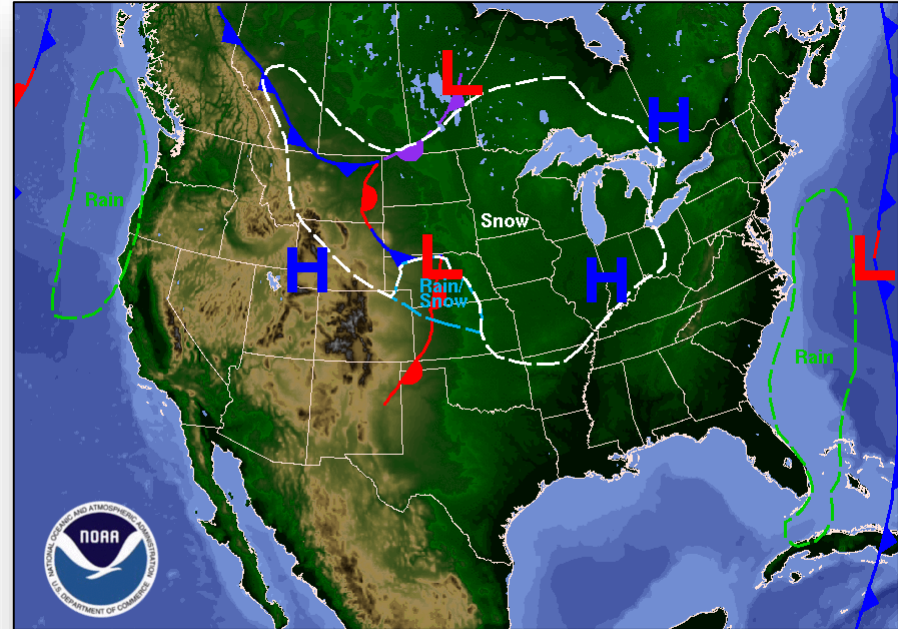 L
H
Rain
Snow
L
L
H
H
Rain/
Snow
Rain
NATIONAL OCEANIC AND ATMOSPHERIC ADMINISTRATION
NOAA
U.S. DEPARTMENT OF COMMERCE